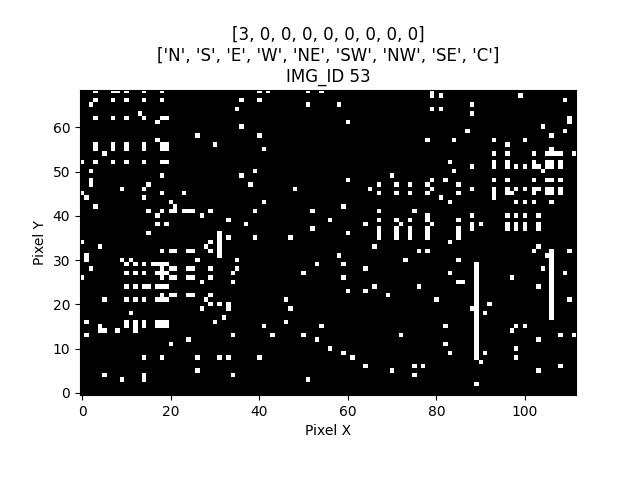 [3, 0, 0, 0, 0, 0, 0, 0, 0]
['N', 'S', 'E', 'W', 'NE', 'SW', 'NW', 'SE', 'C']
IMG_ID 53
60
50
40
30
20
10
0
Pixel Y
0 20 40 60 80 100
Pixel X